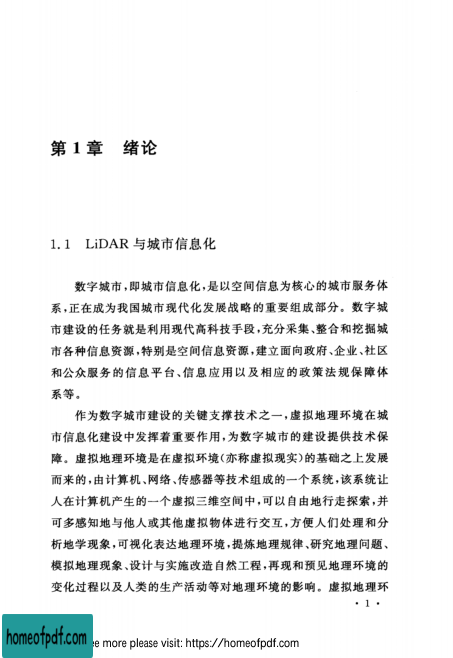 第1章 绪论
1.1 LiDAR 与城市信息化
数字城市,即城市信息化,是以空间信息为核心的城市服务体
系,正在成为我国城市现代化发展战略的重要组成部分。数字城
市建设的任务就是利用现代高科技手段,充分采集、整合和挖掘城
市各种信息资源,特别是空间信息资源,建立面向政府、企业、社区
和公众服务的信息平台、信息应用以及相应的政策法规保障体
系等。
作为数字城市建设的关键支撑技术之一,虚拟地理环境在城
市信息化建设中发挥着重要作用,为数字城市的建设提供技术保
障。虚拟地理环境是在虚拟环境(亦称虚拟现实)的基础之上发展
而来的,由计算机、网络、传感器等技术组成的一个系统,该系统让
人在计算机产生的一个虚拟三维空间中,可以自由地行走探索,并
可多感知地与他人或其他虚拟物体进行交互,方便人们处理和分
析地学现象,可视化表达地理环境,提炼地理规律、研究地理问题、
模拟地理现象、设计与实施改造自然工程,再现和预见地理环境的
变化过程以及人类的生产活动等对地理环境的影响。虚拟地理环
• 1 •
homeofpdf.com
ee more please visit: https://homeofpdf.com